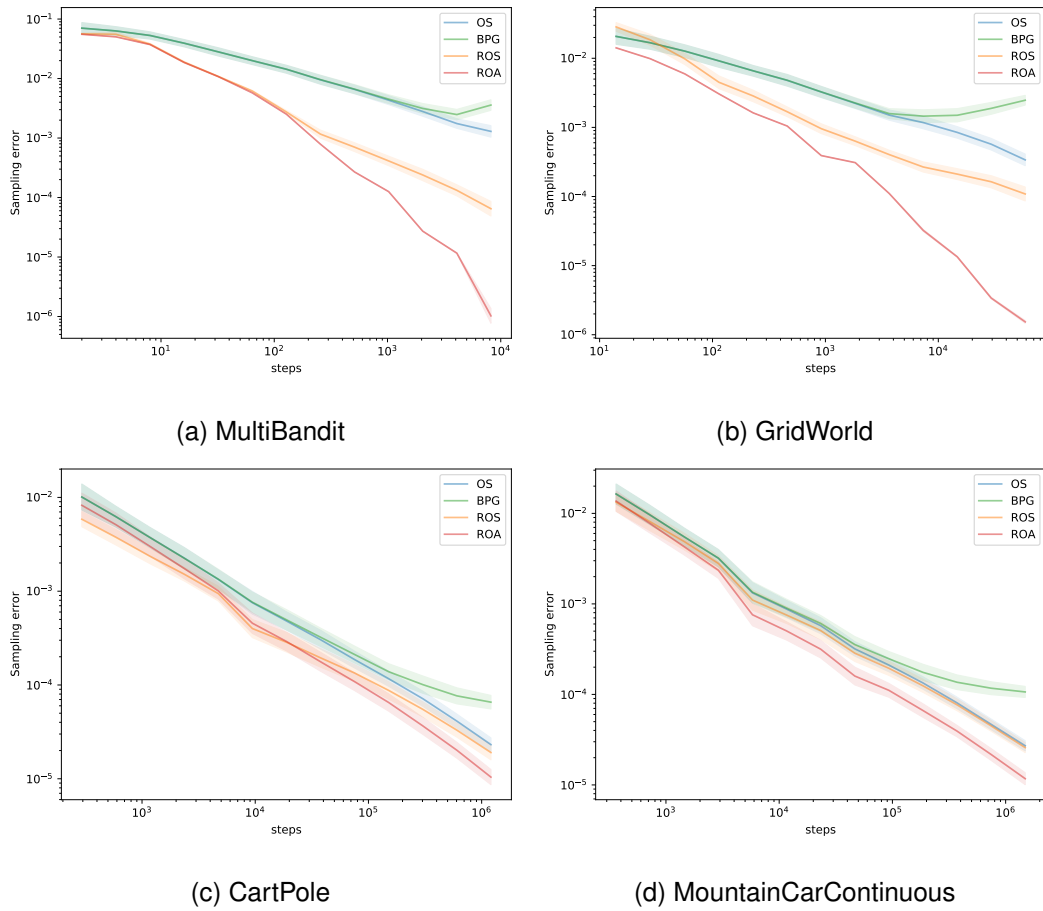 10⁻¹
10⁻²
10⁻³
10⁻⁴
10⁻⁵
10⁻⁶
Sampling error
OS
BPG
ROS
ROA
10¹
10²
10³
10⁴
steps
(a) MultiBandit
10⁻²
10⁻³
10⁻⁴
10⁻⁵
10⁻⁶
Sampling error
OS
BPG
ROS
ROA
10¹
10²
10³
10⁴
steps
(b) GridWorld
10⁻²
10⁻³
10⁻⁴
10⁻⁵
Sampling error
OS
BPG
ROS
ROA
10³
10⁴
10⁵
10⁶
steps
(c) CartPole
10⁻²
10⁻³
10⁻⁴
10⁻⁵
Sampling error
OS
BPG
ROS
ROA
10³
10⁴
10⁵
10⁶
steps
(d) MountainCarContinuous